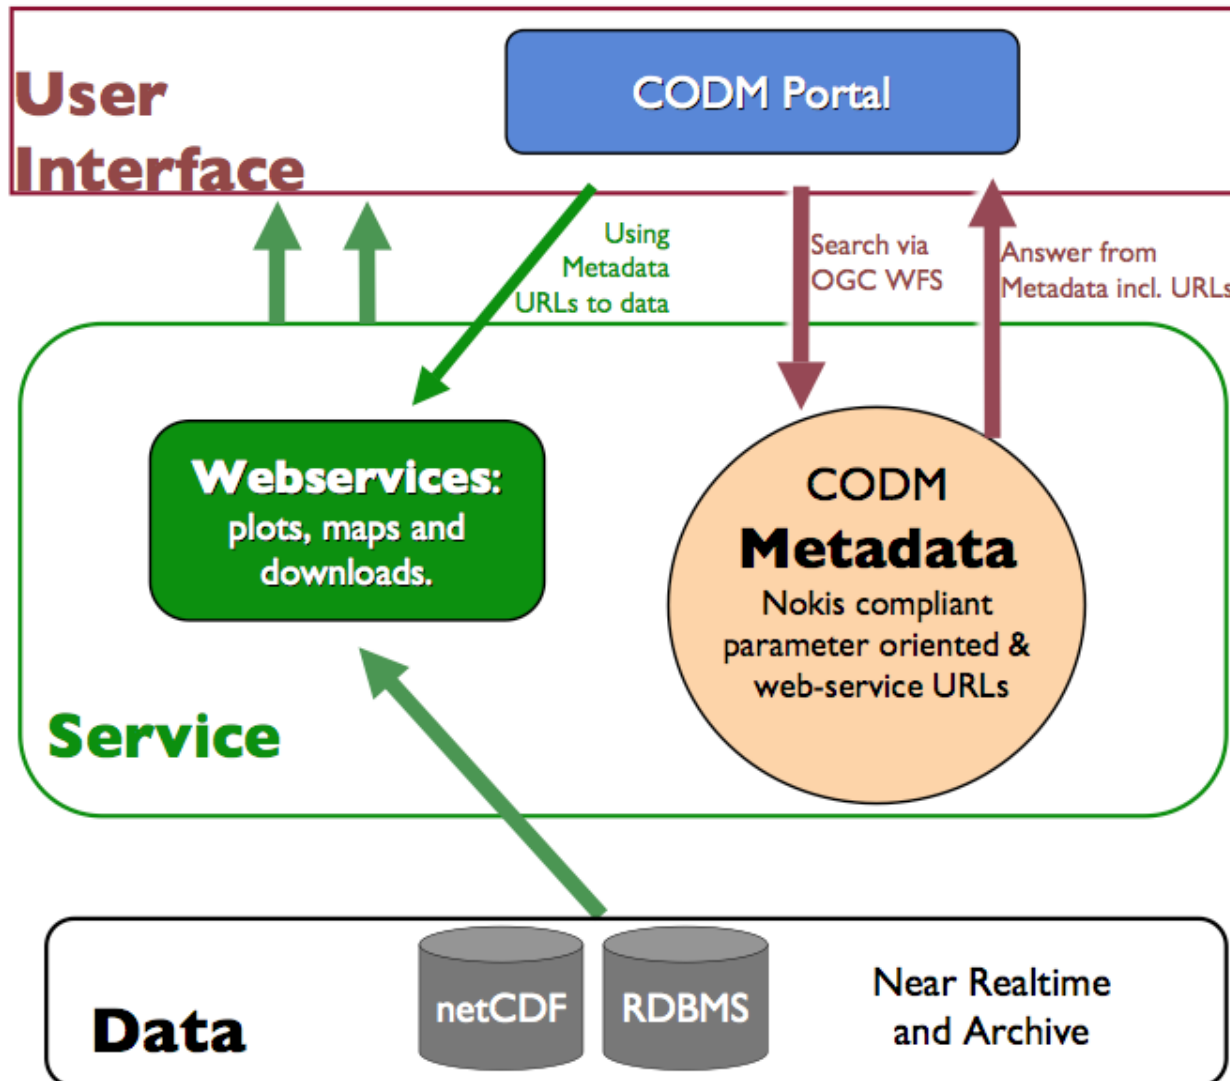 User
Interface
CODM Portal
Using
Metadata
URLs to data
Search via
OGC WFS
Answer from
Metadata incl. URLs
Webservices:
plots, maps and
downloads.
CODM
Metadata
Nokis compliant
parameter oriented &
web-service URLs
Service
Data
netCDF
RDBMS
Near Realtime
and Archive